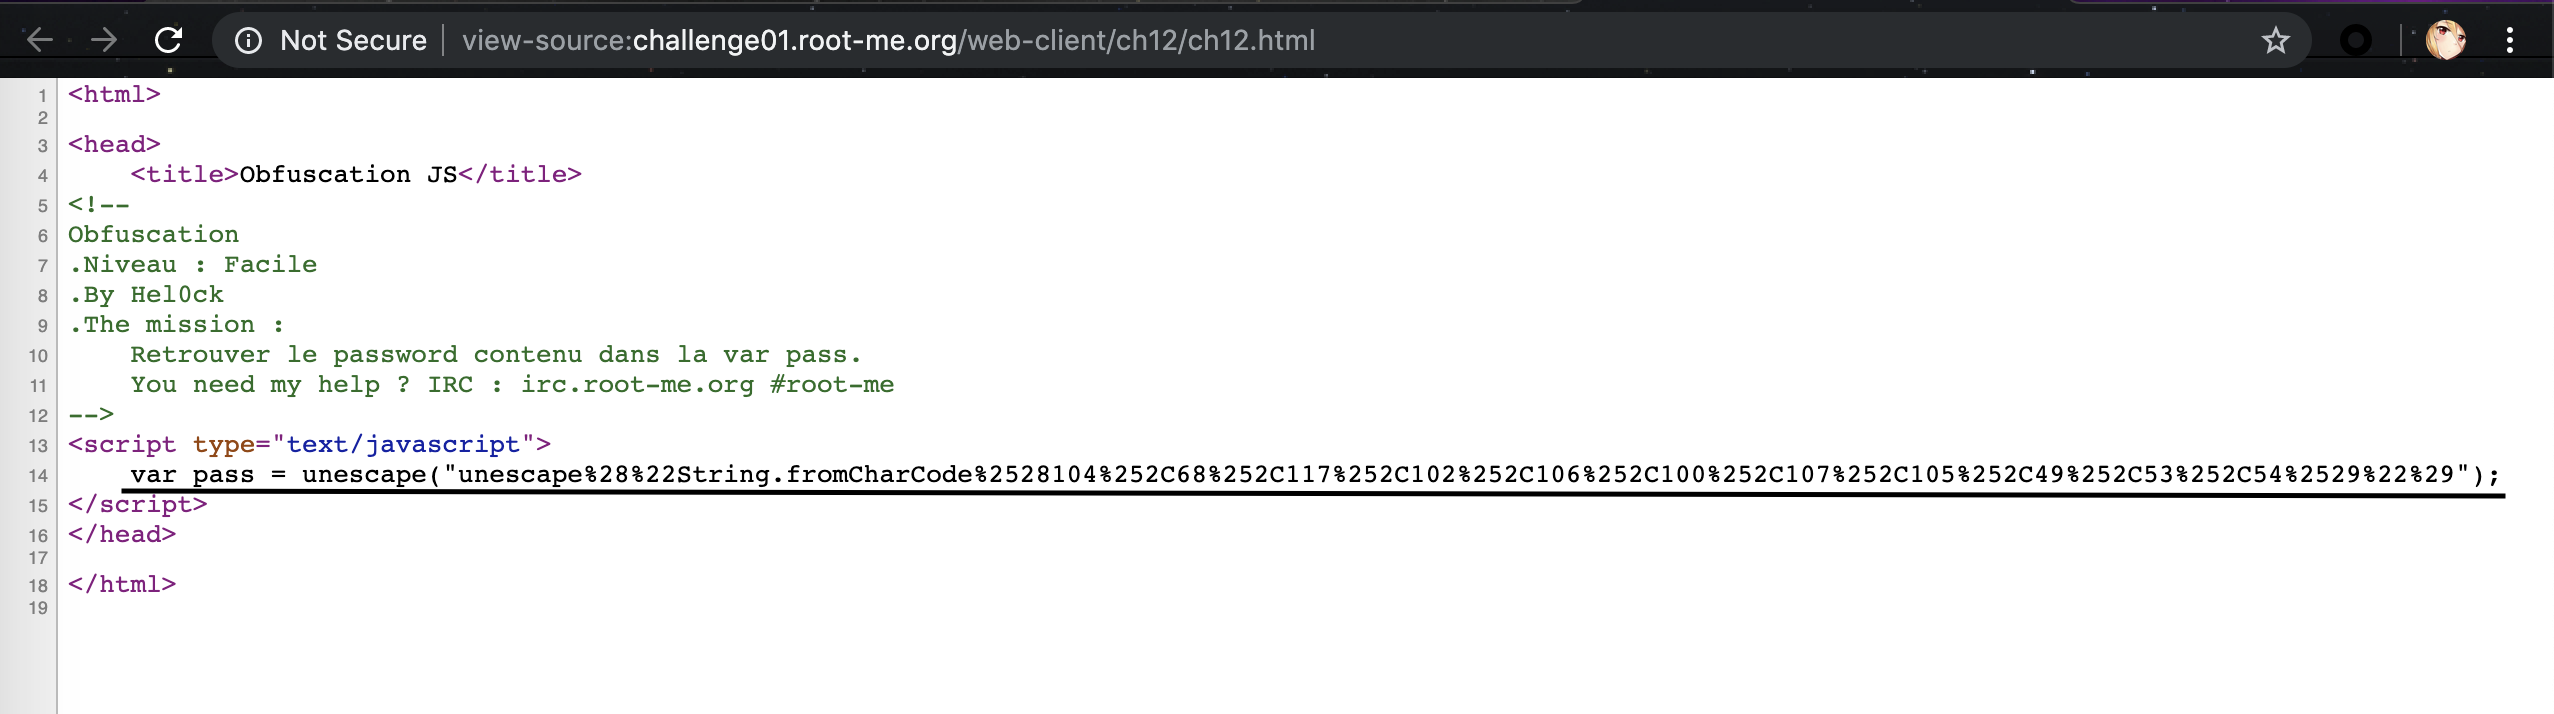 Not Secure view-source:challenge01.root-me.org/web-client/ch12/ch12.html
1 <html>
2
3 <head>
4     <title>Obfuscation JS</title>
5 <!--
6 Obfuscation
7 .Niveau : Facile
8 .By Hel0ck
9 .The mission :
10     Retrouver le password contenu dans la var pass.
11     You need my help ? IRC : irc.root-me.org #root-me
12 -->
13 <script type="text/javascript">
14     var pass = unescape("unescape%28%22String.fromCharCode%2528104%252C68%252C117%252C102%252C106%252C100%252C107%252C105%252C49%252C53%252C54%2529%22%29");
15 </script>
16 </head>
17
18 </html>
19